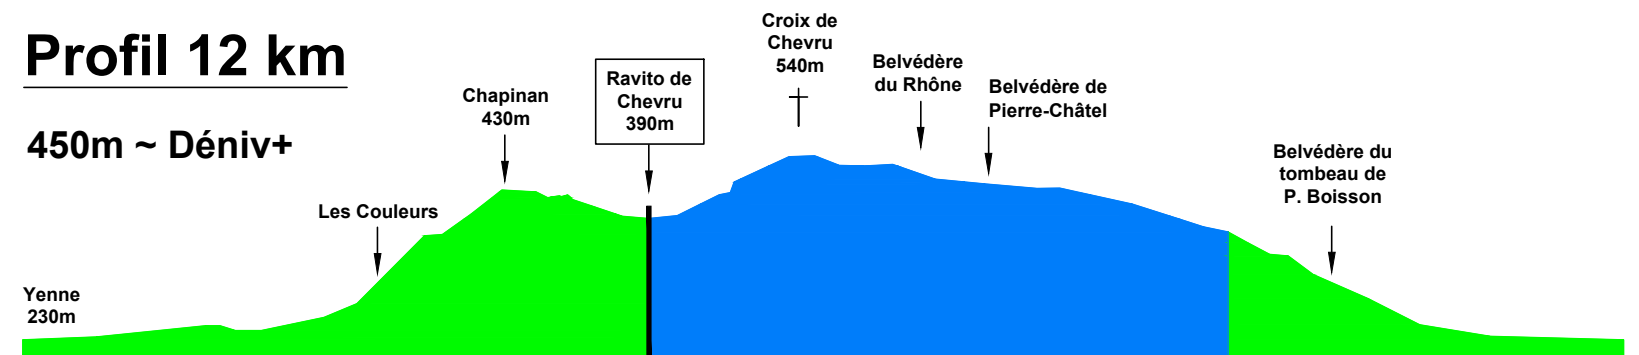 Profil 12 km
450m ~ Déniv+
Yenne
230m
Les Couleurs
Chapinan
430m
Ravito de
Chevru
390m
Croix de
Chevru
540m
Belvédère
du Rhône
Belvédère de
Pierre-Châtel
Belvédère du
tombeau de
P. Boisson